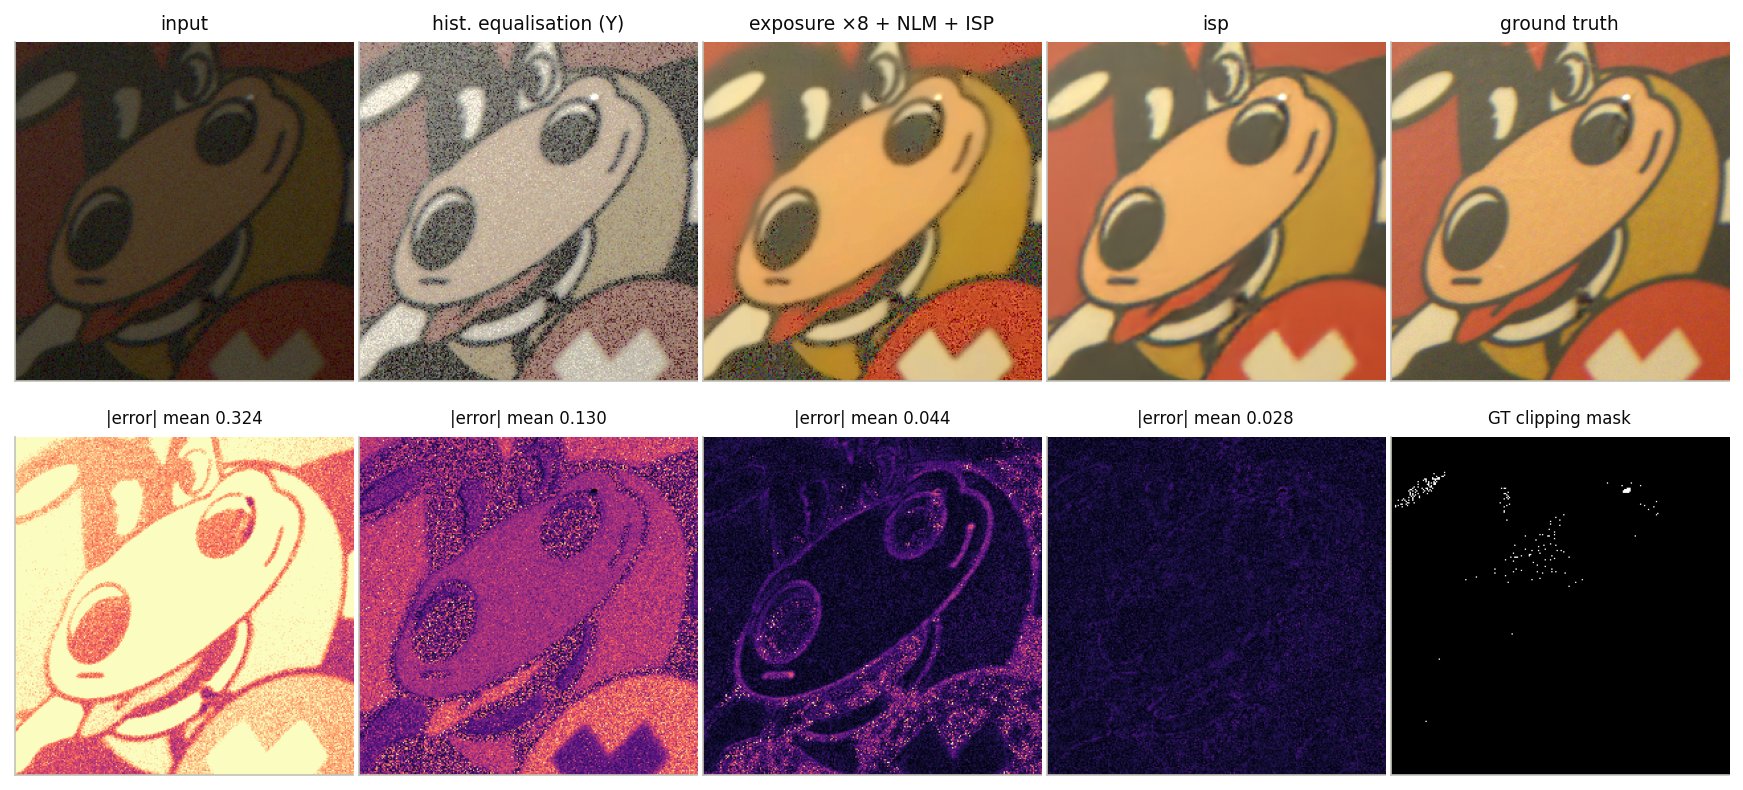 input
hist. equalisation (Y)
exposure ×8 + NLM + ISP
isp
ground truth
|error| mean 0.324
|error| mean 0.130
|error| mean 0.044
|error| mean 0.028
GT clipping mask